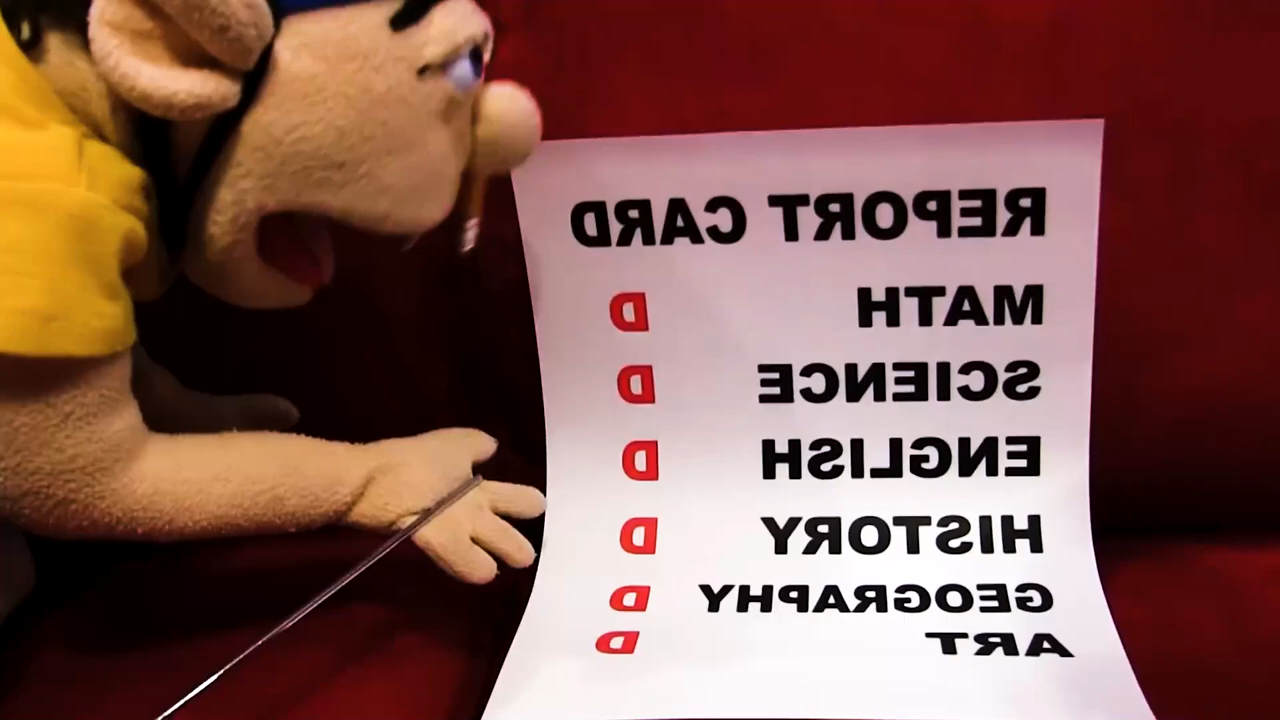 REPORT CARD
MATH D
SCIENCE D
ENGLISH D
HISTORY D
GEOGRAPHY D
ART D